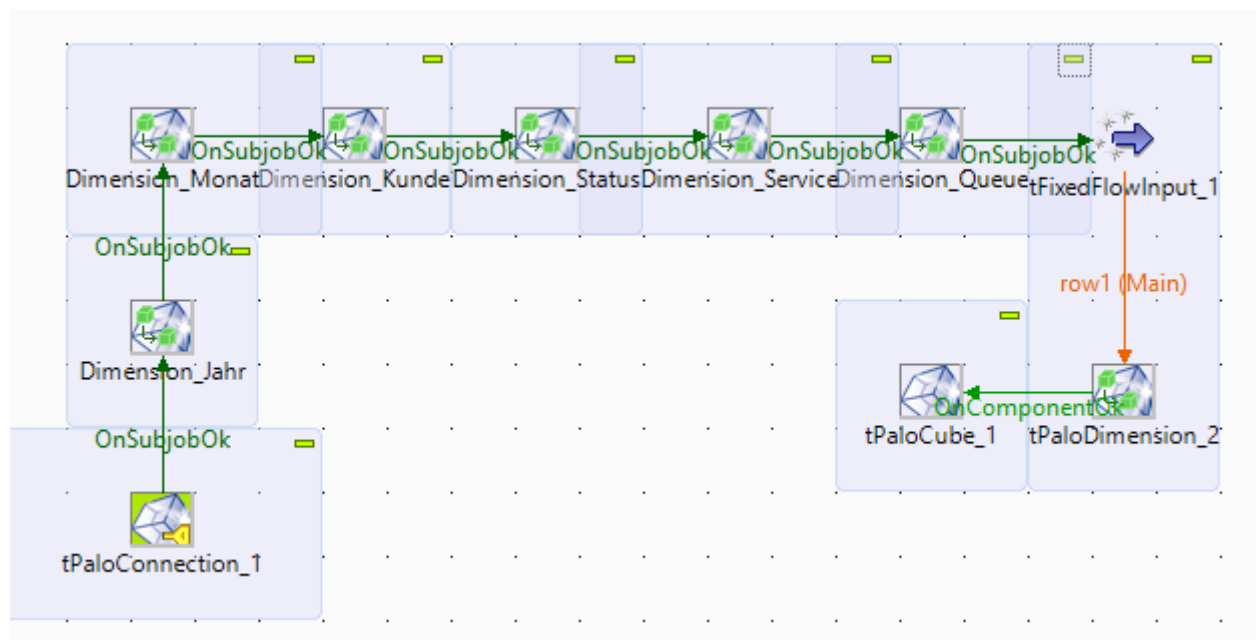 OnSubjobOk OnSubjobOk OnSubjobOk OnSubjobOk OnSubjobOk
Dimension_Monat Dimension_Kunde Dimension_Status Dimension_Service Dimension_Queue tFixedFlowInput_1
OnSubjobOk
row1 (Main)
Dimension_Jahr
OnComponentOk
tPaloCube_1 tPaloDimension_2
OnSubjobOk
tPaloConnection_1